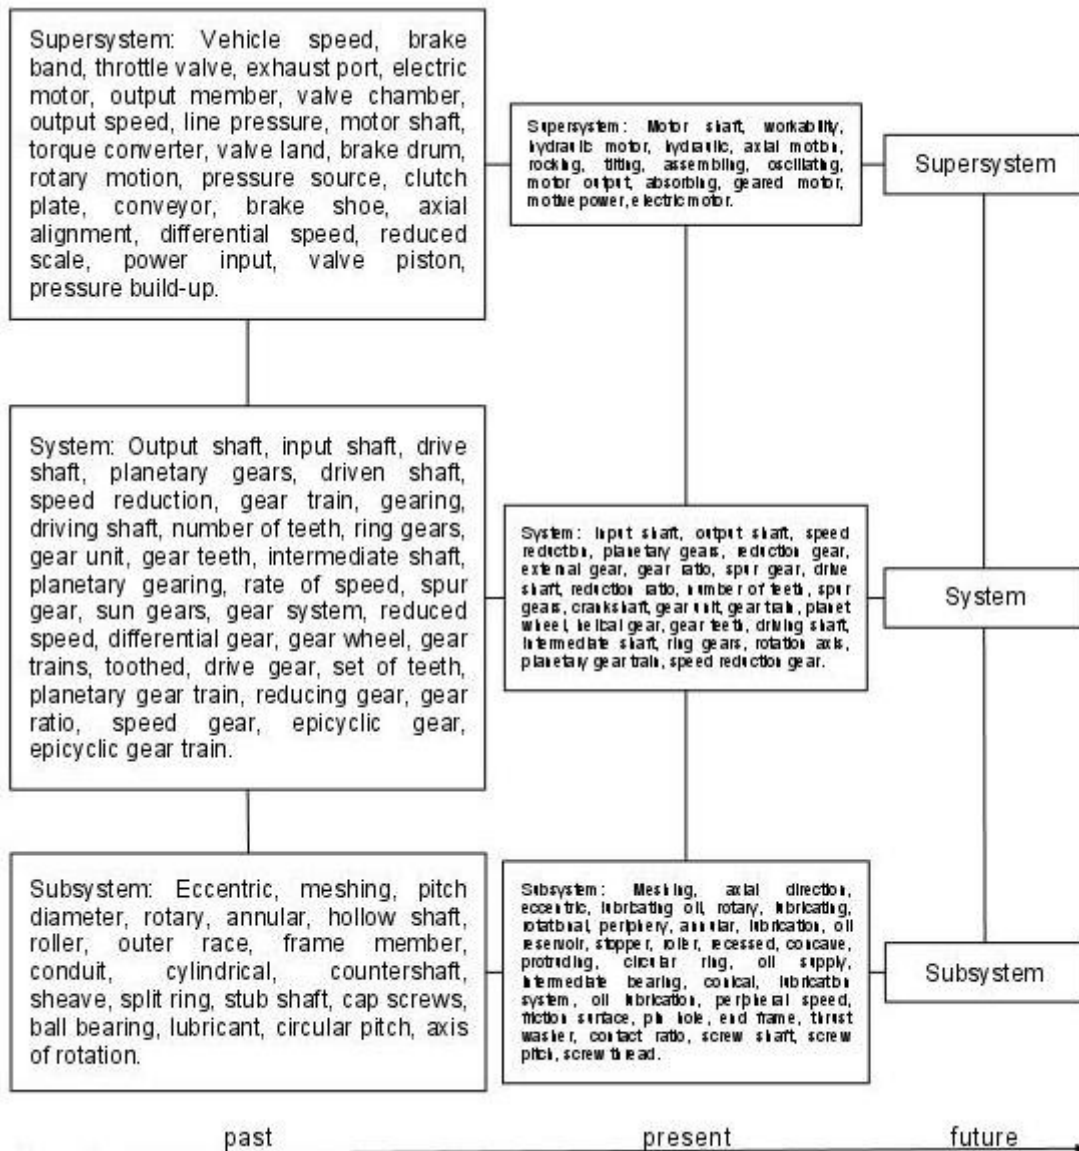 Supersystem: Vehicle speed, brake
band, throttle valve, exhaust port, electric
motor, output member, valve chamber,
output speed, line pressure, motor shaft,
torque converter, valve land, brake drum,
rotary motion, pressure source, clutch
plate, conveyor, brake shoe, axial
alignment, differential speed, reduced
scale, power input, valve piston,
pressure build-up.
Supersystem: Motor shaft, workability,
hydraulic motor, hydraulic, axial motion,
rocking, tilting, assembling, oscillating,
motor output, absorbing, geared motor,
motive power, electric motor.
Supersystem
System: Output shaft, input shaft, drive
shaft, planetary gears, driven shaft,
speed reduction, gear train, gearing,
driving shaft, number of teeth, ring gears,
gear unit, gear teeth, intermediate shaft,
planetary gearing, rate of speed, spur
gear, sun gears, gear system, reduced
speed, differential gear, gear wheel, gear
trains, toothed, drive gear, set of teeth,
planetary gear train, reducing gear, gear
ratio, speed gear, epicyclic gear,
epicyclic gear train.
System: Input shaft, output shaft, speed
reduction, planetary gears, reduction gear,
external gear, gear ratio, spur gear, drive
shaft, reduction ratio, number of teeth, spur
gears, crankshaft, gear unit, gear train, planet
wheel, helical gear, gear teeth, driving shaft,
intermediate shaft, ring gears, rotation axis,
planetary gear train, speed reduction gear.
System
Subsystem: Eccentric, meshing, pitch
diameter, rotary, annular, hollow shaft,
roller, outer race, frame member,
conduit, cylindrical, countershaft,
sheave, split ring, stub shaft, cap screws,
ball bearing, lubricant, circular pitch, axis
of rotation.
Subsystem: Meshing, axial direction,
eccentric, lubricating oil, rotary, lubricating,
rotational, periphery, annular, lubrication, oil
reservoir, stopper, roller, recessed, concave,
protruding, circular ring, oil supply,
intermediate bearing, conical, lubrication
system, oil lubrication, peripheral speed,
friction surface, pin hole, end frame, thrust
washer, contact ratio, screw shaft, screw
pitch, screw thread.
Subsystem
past present future